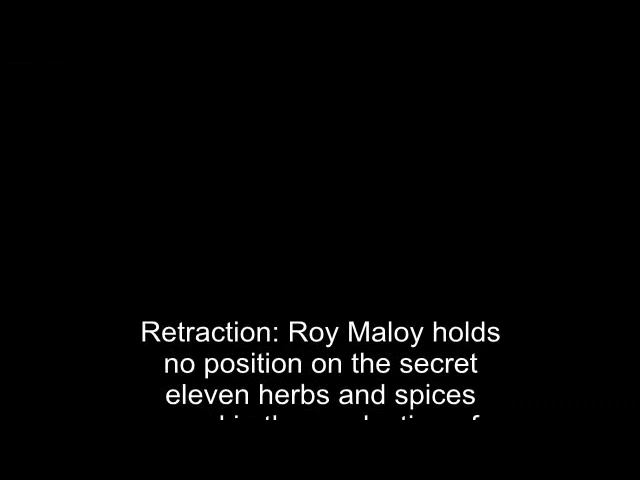 Retraction: Roy Maloy holds
no position on the secret
eleven herbs and spices